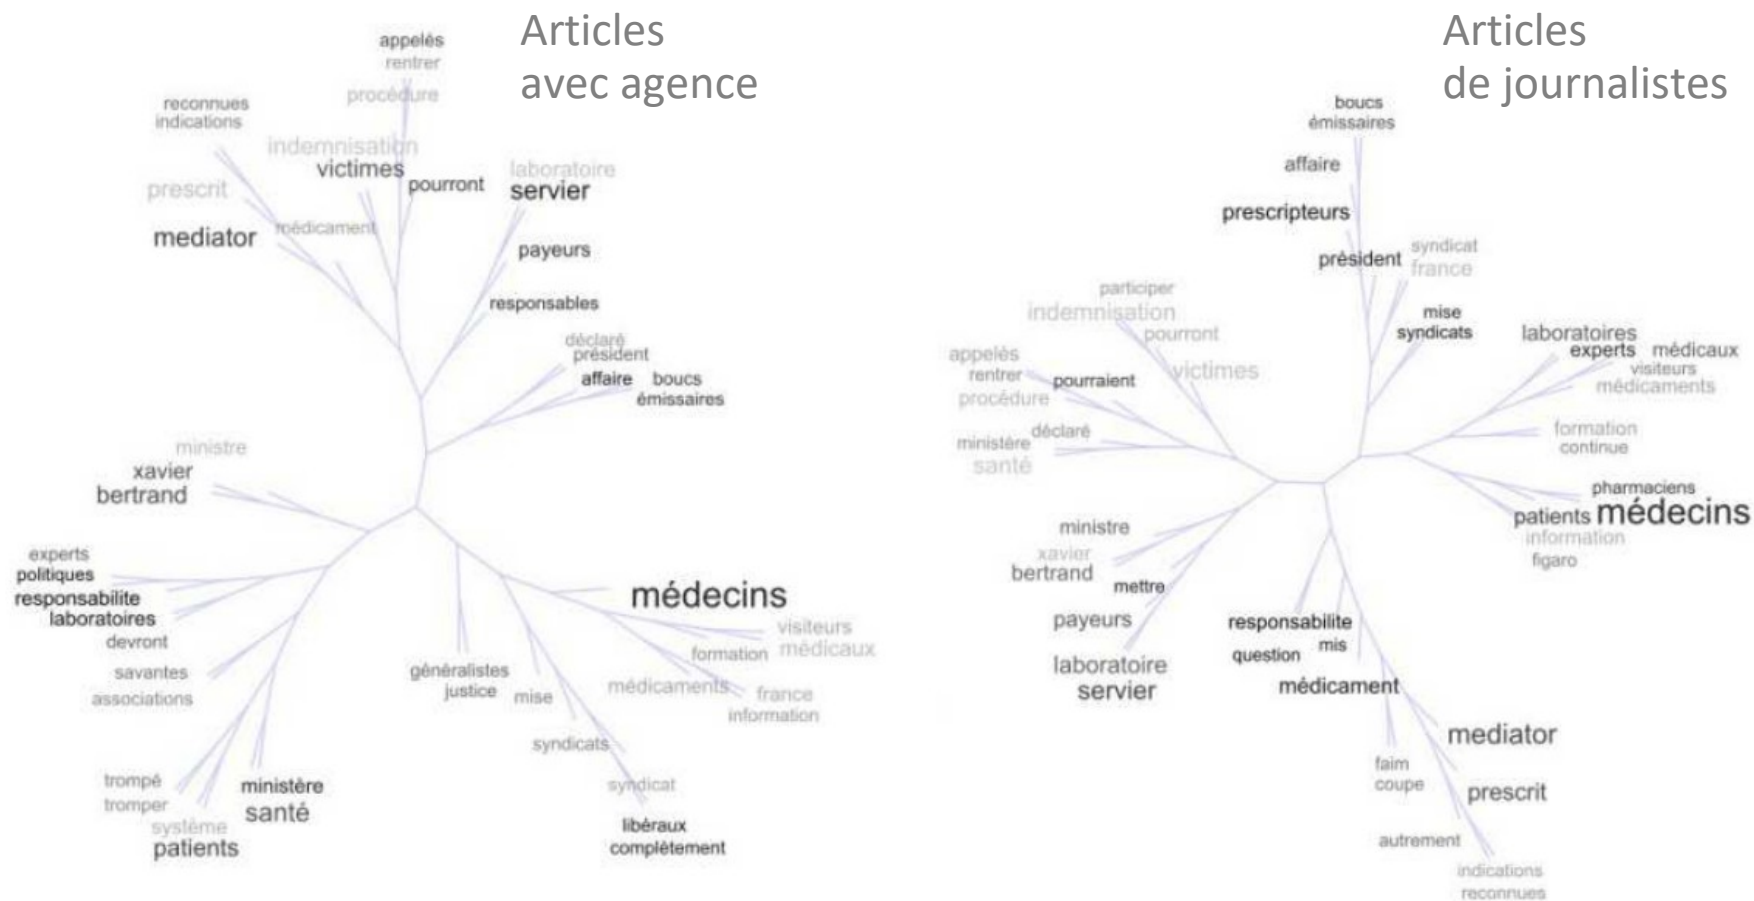 Articles
avec agence
appelés
rentrer
procédure
reconnues
indications
indemnisation
victimes
pourront
laboratoire
servier
prescrit
médicament
mediator
payeurs
responsables
déclaré
président
affaire boucs
émissaires
ministre
xavier
bertrand
experts
politiques
responsabilite
laboratoires
devront
savantes
associations
trompé
tromper
système
patients
ministère
santé
généralistes
justice
mise
syndicats
syndicat
libéraux
complètement
médecins
visiteurs
formation médicaux
médicaments
france
information
Articles
de journalistes
boucs
émissaires
affaire
prescripteurs
président
syndicat
france
mise
syndicats
participer
indemnisation
pourront
victimes
appelés
rentrer
pourraient
procédure
déclaré
ministère
santé
laboratoires
experts médicaux
visiteurs
médicaments
formation
continue
pharmaciens
patients médecins
information
figaro
ministre
xavier
bertrand
mettre
payeurs
laboratoire
servier
responsabilite
mis
question
médicament
mediator
faim
coupe
prescrit
autrement
indications
reconnues